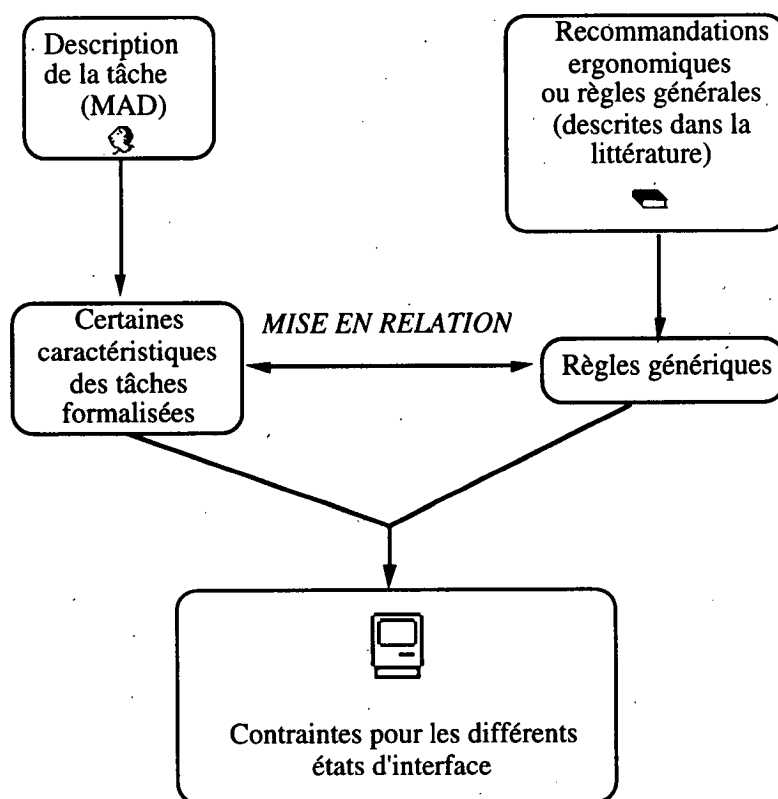 Description
de la tâche
(MAD)
Recommandations
ergonomiques
ou règles générales
(descrites dans la
littérature)
Certaines
caractéristiques
des tâches
formalisées
MISE EN RELATION
Règles génériques
Contraintes pour les différents
états d'interface